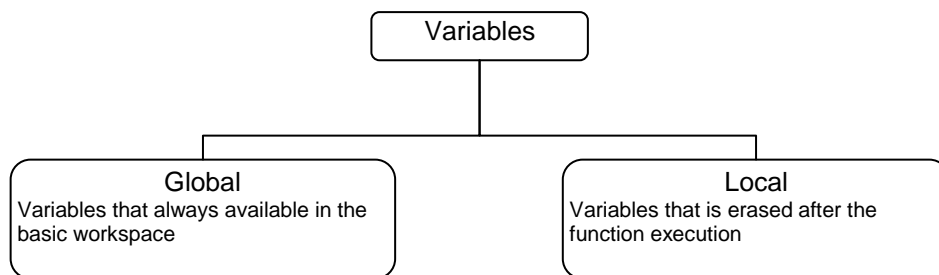 Variables
Global
Variables that always available in the
basic workspace
Local
Variables that is erased after the
function execution